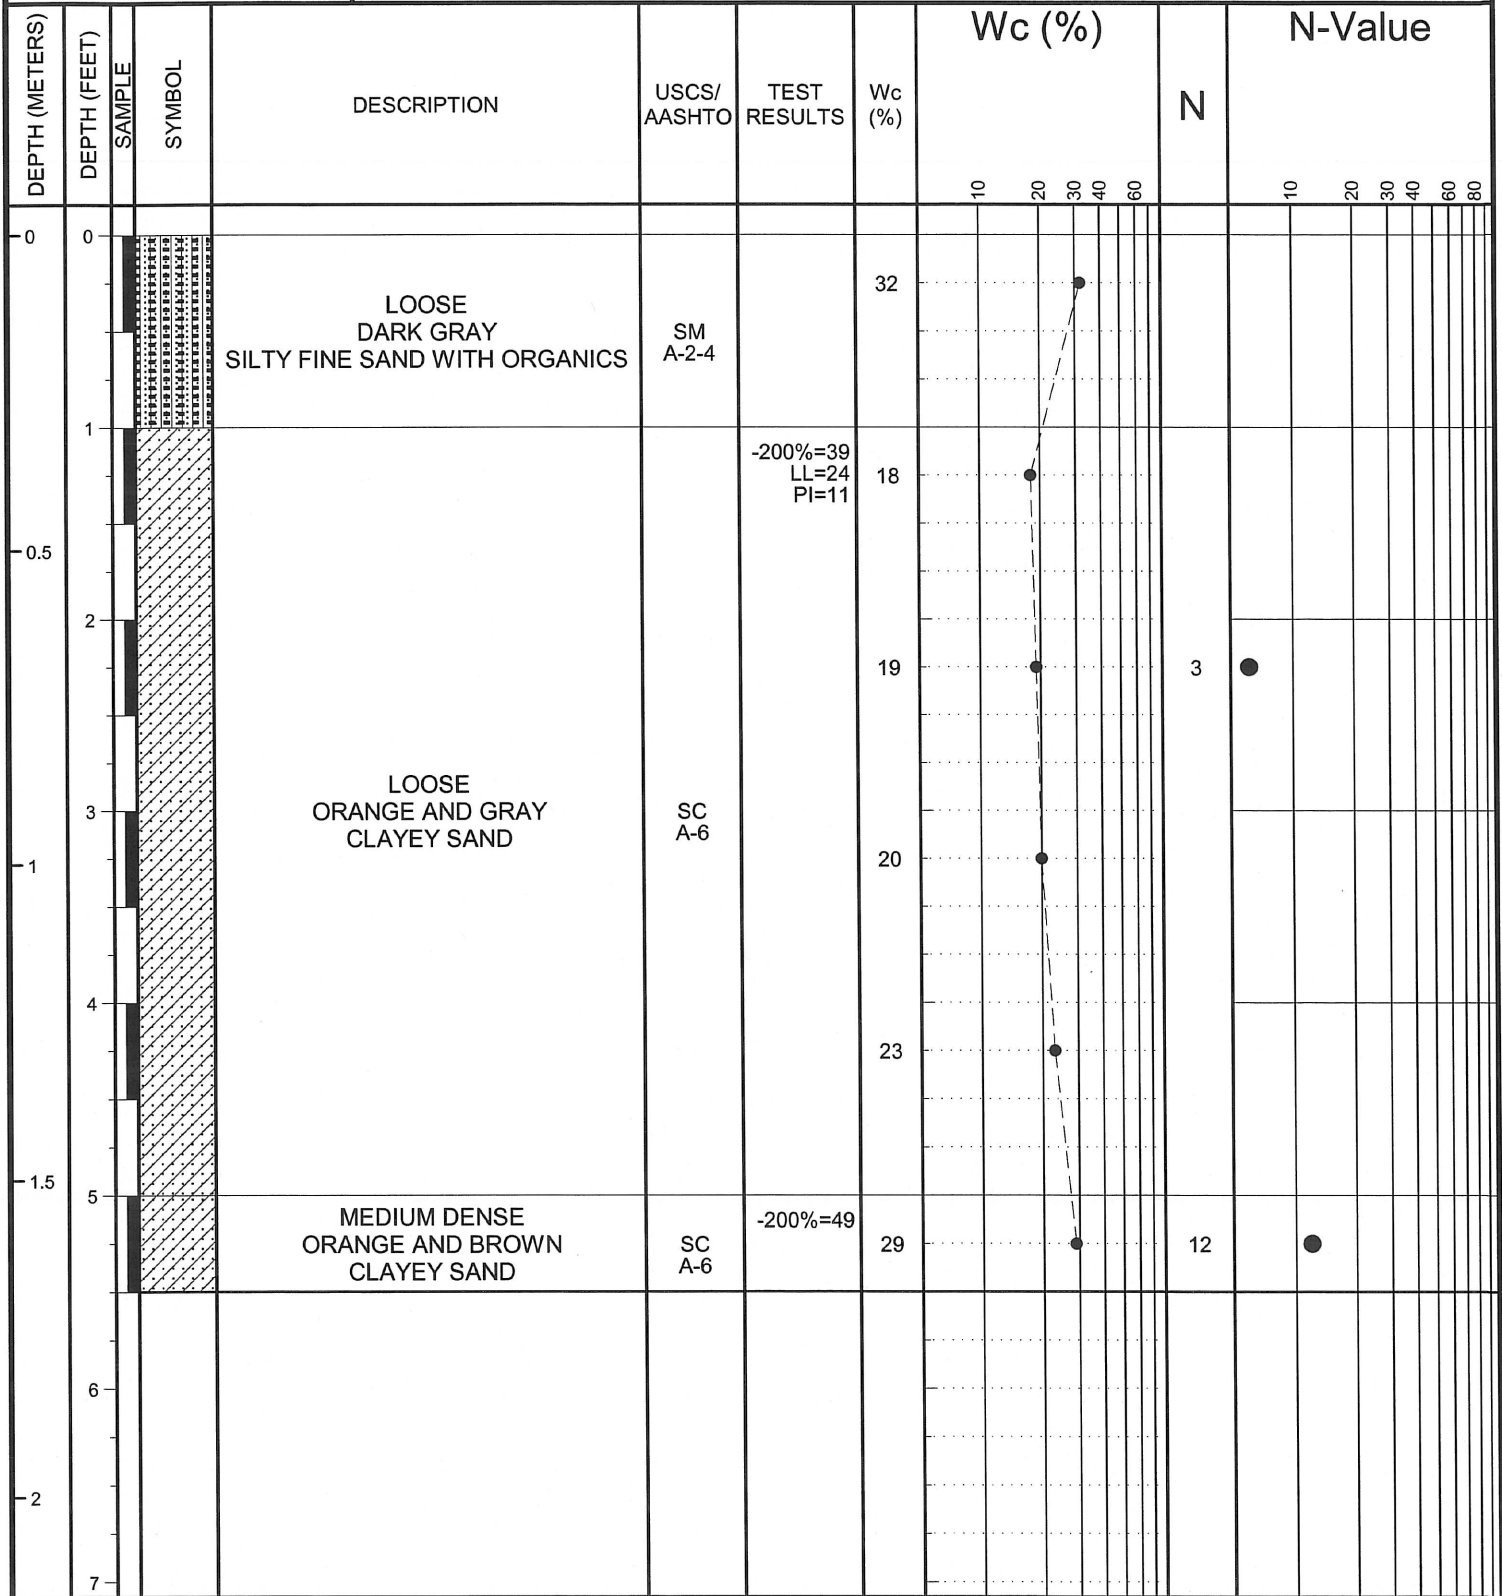 Wc (%)
N-Value
DEPTH (METERS)
DEPTH (FEET)
SAMPLE
SYMBOL
DESCRIPTION
USCS/
AASHTO
TEST
RESULTS
Wc
(%)
N
10
20
30
40
60
10
20
30
40
60
80
0
0
32
LOOSE
DARK GRAY
SILTY FINE SAND WITH ORGANICS
SM
A-2-4
1
-200%=39
LL=24
PI=11
18
0.5
2
19
3
LOOSE
ORANGE AND GRAY
CLAYEY SAND
SC
A-6
3
1
20
4
23
1.5
5
MEDIUM DENSE
ORANGE AND BROWN
CLAYEY SAND
SC
A-6
-200%=49
29
12
6
2
7